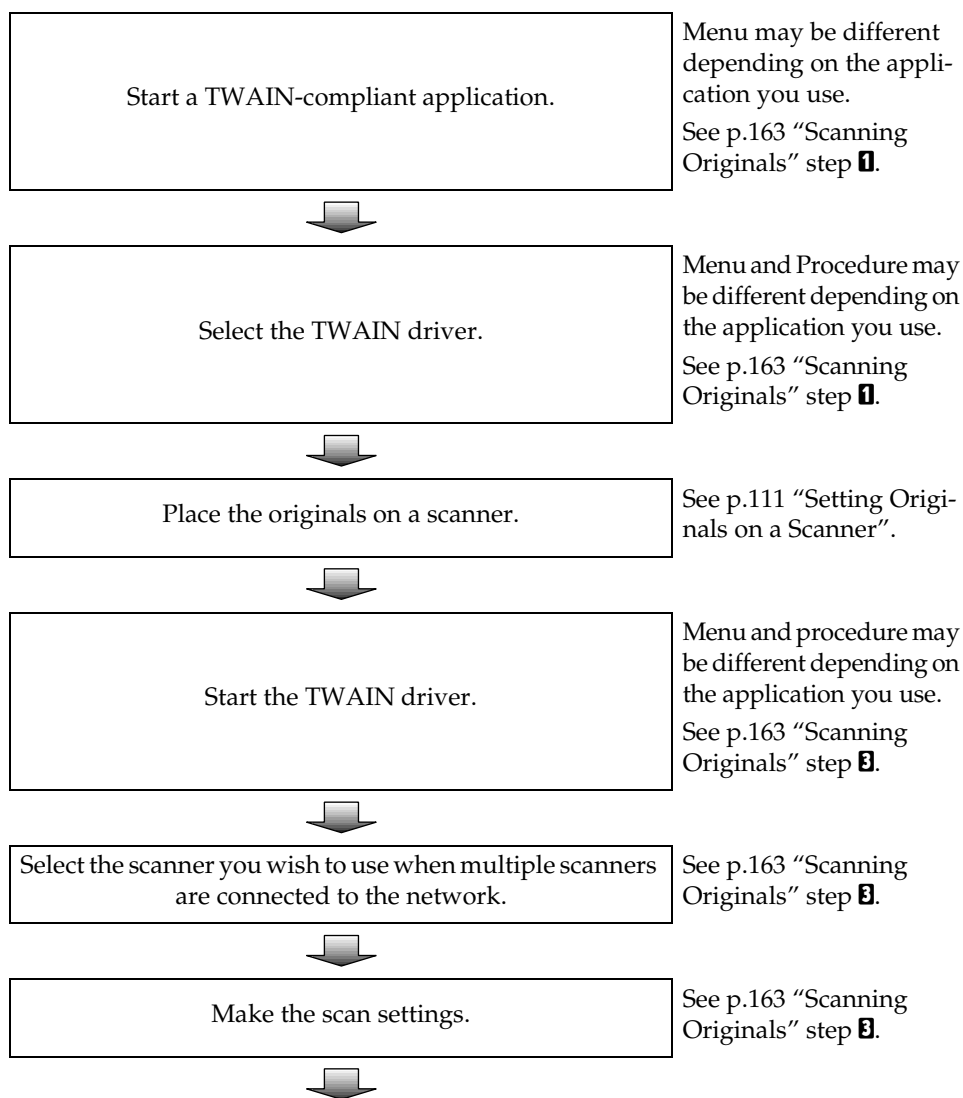 Start a TWAIN-compliant application.
Menu may be different
depending on the appli-
cation you use.
See p.163 “Scanning
Originals” step 1.
Select the TWAIN driver.
Menu and Procedure may
be different depending on
the application you use.
See p.163 “Scanning
Originals” step 1.
Place the originals on a scanner.
See p.111 “Setting Origi-
nals on a Scanner”.
Start the TWAIN driver.
Menu and procedure may
be different depending on
the application you use.
See p.163 “Scanning
Originals” step 3.
Select the scanner you wish to use when multiple scanners
are connected to the network.
See p.163 “Scanning
Originals” step 3.
Make the scan settings.
See p.163 “Scanning
Originals” step 3.